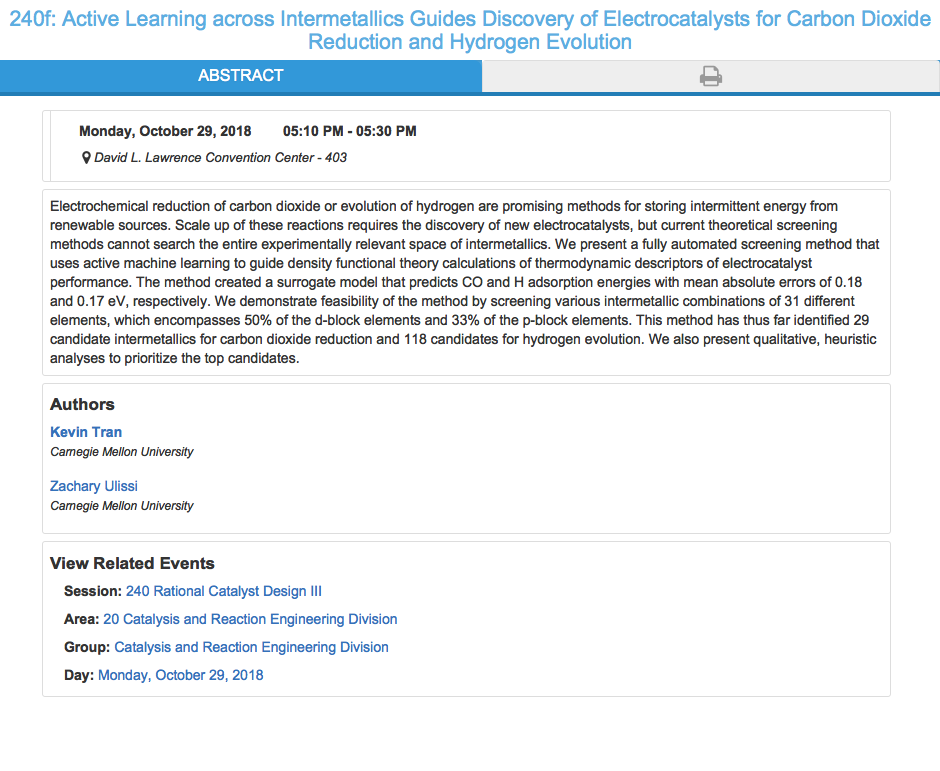 240f: Active Learning across Intermetallics Guides Discovery of Electrocatalysts for Carbon Dioxide
Reduction and Hydrogen Evolution
ABSTRACT
Monday, October 29, 2018 05:10 PM - 05:30 PM
David L. Lawrence Convention Center - 403
Electrochemical reduction of carbon dioxide or evolution of hydrogen are promising methods for storing intermittent energy from
renewable sources. Scale up of these reactions requires the discovery of new electrocatalysts, but current theoretical screening
methods cannot search the entire experimentally relevant space of intermetallics. We present a fully automated screening method that
uses active machine learning to guide density functional theory calculations of thermodynamic descriptors of electrocatalyst
performance. The method created a surrogate model that predicts CO and H adsorption energies with mean absolute errors of 0.18
and 0.17 eV, respectively. We demonstrate feasibility of the method by screening various intermetallic combinations of 31 different
elements, which encompasses 50% of the d-block elements and 33% of the p-block elements. This method has thus far identified 29
candidate intermetallics for carbon dioxide reduction and 118 candidates for hydrogen evolution. We also present qualitative, heuristic
analyses to prioritize the top candidates.
Authors
Kevin Tran
Carnegie Mellon University
Zachary Ulissi
Carnegie Mellon University
View Related Events
Session: 240 Rational Catalyst Design III
Area: 20 Catalysis and Reaction Engineering Division
Group: Catalysis and Reaction Engineering Division
Day: Monday, October 29, 2018